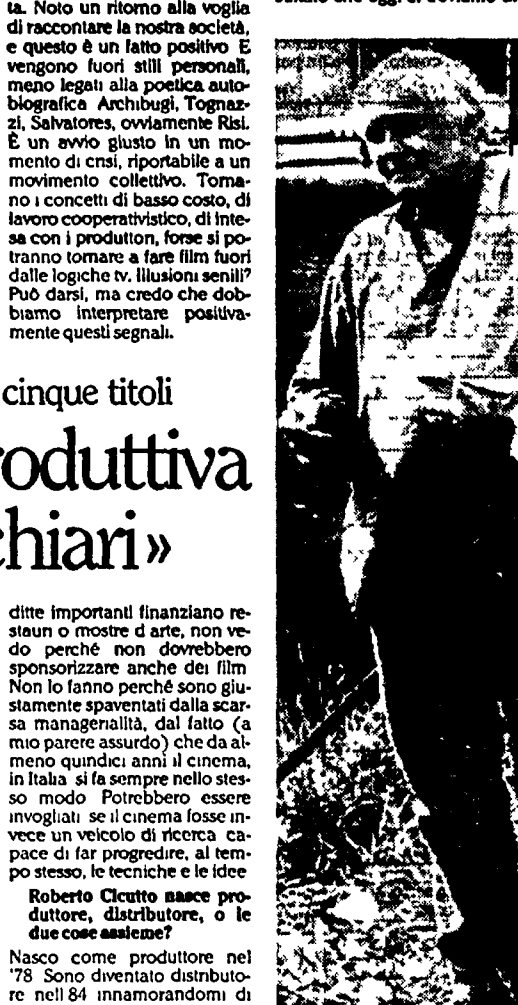 ta. Noto un ritorno alla voglia
di raccontare la nostra società,
e questo è un fatto positivo E
vengono fuori stili personali,
meno legati alla poetica auto-
biografica Archibugi, Tognaz-
zi, Salvatores, ovviamente Risi.
È un avvio giusto in un mo-
mento di crisi, riportabile a un
movimento collettivo. Torna-
no i concetti di basso costo, di
lavoro cooperativistico, di inte-
sa con i produttori, forse si po-
tranno tornare a fare film fuori
dalle logiche tv. Illusioni senili?
Può darsi, ma credo che dob-
biamo interpretare positiva-
mente questi segnali.
cinque titoli
oduttiva
chiari»
ditte importanti finanziano re-
stauri o mostre d arte, non ve-
do perché non dovrebbero
sponsorizzare anche dei film
Non lo fanno perché sono giu-
stamente spaventati dalla scar-
sa managerialità, dal fatto (a
mio parere assurdo) che da al-
meno quindici anni il cinema,
in Italia si fa sempre nello stes-
so modo Potrebbero essere
invogliati se il cinema fosse in-
vece un veicolo di ricerca ca-
pace di far progredire, al tem-
po stesso, le tecniche e le idee
Roberto Cicutto nasce pro-
duttore, distributore, o le
due cose assieme?
Nasco come produttore nel
'78 Sono diventato distributo-
re nell 84 innamorandomi di